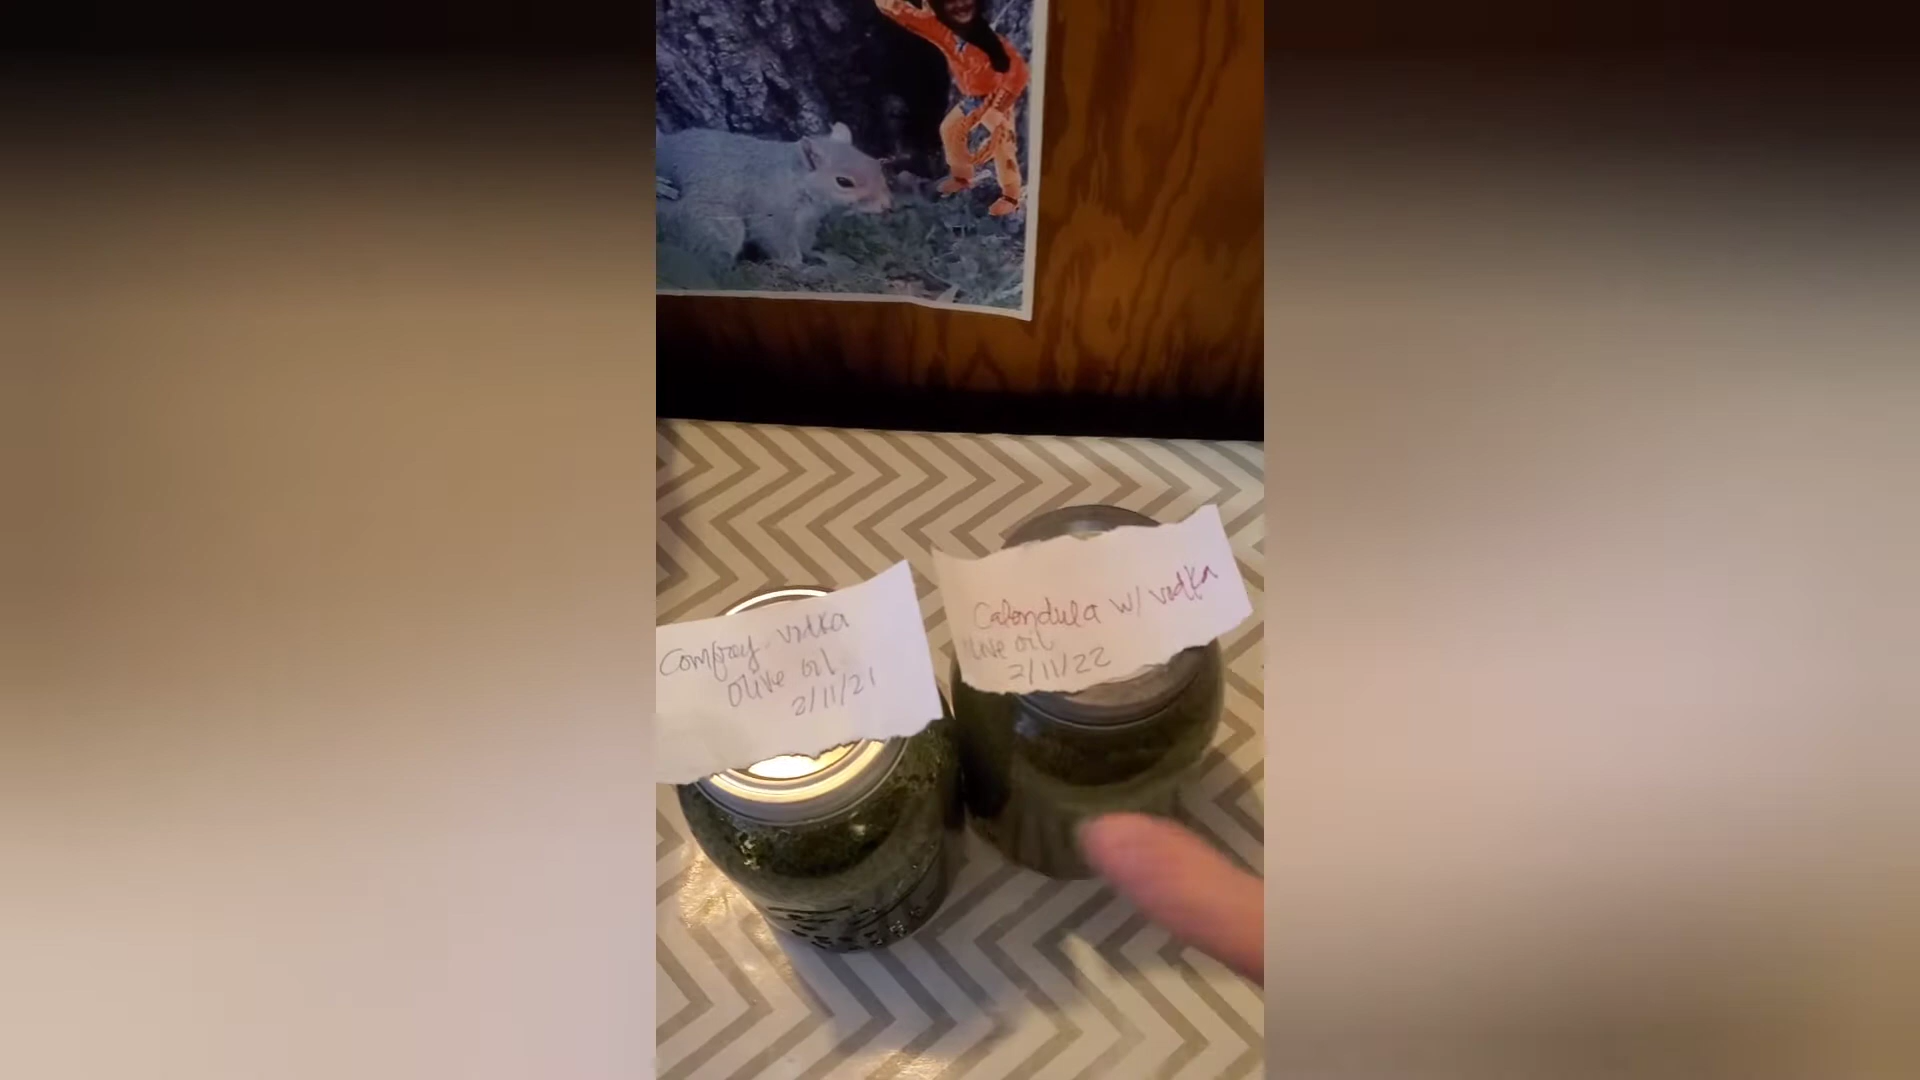 Comfrey vodka
olive oil
2/11/21
Calendula w/ vodka
olive oil
2/11/22